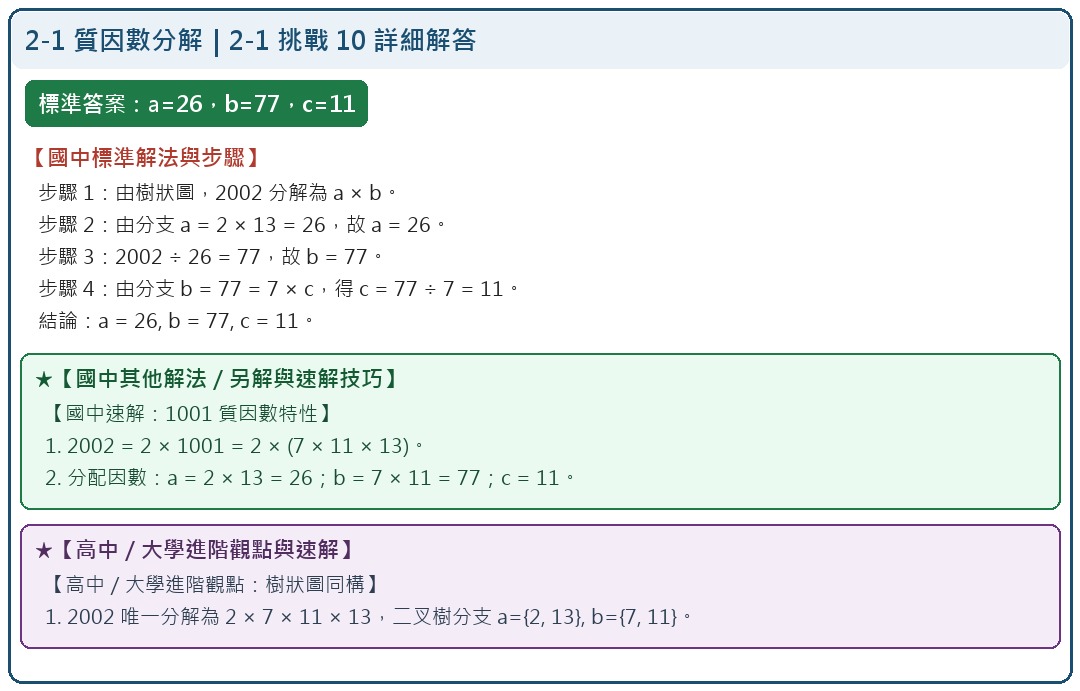 2-1 質因數分解 | 2-1 挑戰 10 詳細解答
標準答案：a=26，b=77，c=11
【國中標準解法與步驟】
步驟 1：由樹狀圖，2002 分解為 a × b。
步驟 2：由分支 a = 2 × 13 = 26，故 a = 26。
步驟 3：2002 ÷ 26 = 77，故 b = 77。
步驟 4：由分支 b = 77 = 7 × c，得 c = 77 ÷ 7 = 11。
結論：a = 26, b = 77, c = 11。
★【國中其他解法 / 另解與速解技巧】
【國中速解：1001 質因數特性】
1. 2002 = 2 × 1001 = 2 × (7 × 11 × 13)。
2. 分配因數：a = 2 × 13 = 26；b = 7 × 11 = 77；c = 11。
★【高中 / 大學進階觀點與速解】
【高中 / 大學進階觀點：樹狀圖同構】
1. 2002 唯一分解為 2 × 7 × 11 × 13，二叉樹分支 a={2, 13}, b={7, 11}。